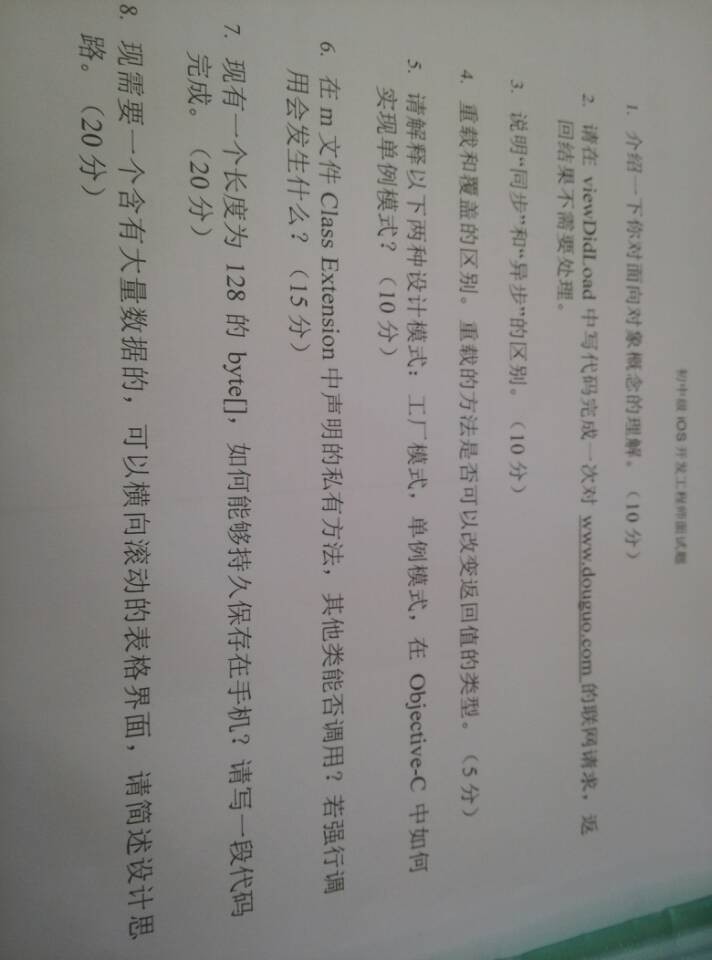 初中级 iOS 开发工程师面试题
1. 介绍一下你对面向对象概念的理解。（10 分）
2. 请在 viewDidLoad 中写代码完成一次对 www.douguo.com 的联网请求，返
回结果不需要处理。
3. 说明“同步”和“异步”的区别。（10 分）
4. 重载和覆盖的区别。重载的方法是否可以改变返回值的类型。（5 分）
5. 请解释以下两种设计模式：工厂模式，单例模式，在 Objective-C 中如何
实现单例模式？（10 分）
6. 在 m 文件 Class Extension 中声明的私有方法，其他类能否调用？若强行调
用会发生什么？（15 分）
7. 现有一个长度为 128 的 byte[]，如何能够持久保存在手机？请写一段代码
完成。（20 分）
8. 现需要一个含有大量数据的，可以横向滚动的表格界面，请简述设计思
路。（20 分）